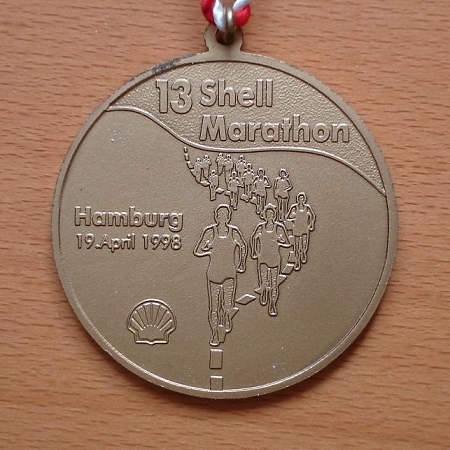 13 Shell
Marathon
Hamburg
19.April 1998